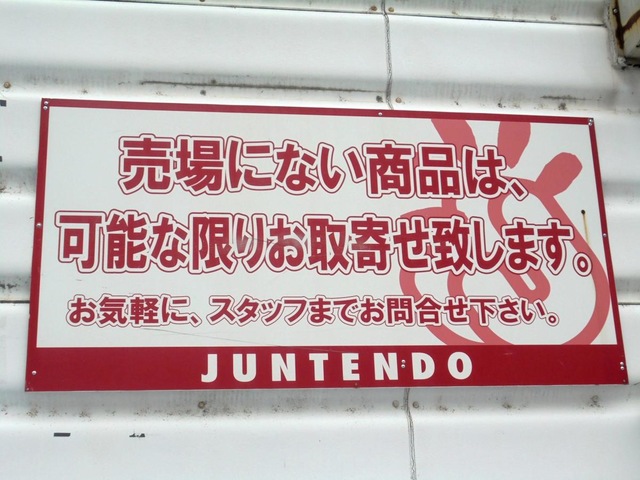 売場にない商品は、
可能な限りお取寄せ致します。
お気軽に、スタッフまでお問合せ下さい。
JUNTENDO